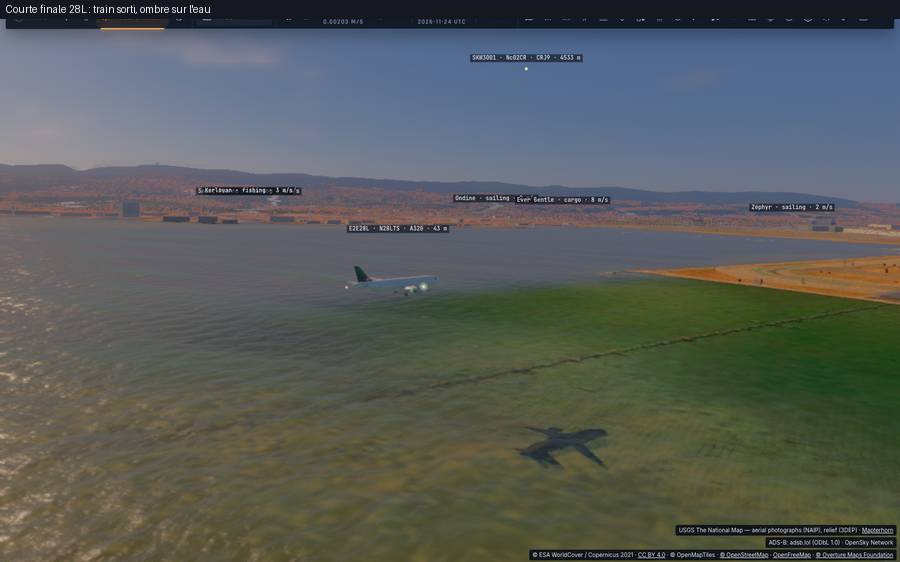 Courte finale 28L : train sorti, ombre sur l'eau
0.00203 M/S
2026-11-24 UTC
SKW3001 · N602CR · CRJ9 · 4533 m
Kerlouan · fishing · 3 m/s
Ondine · sailing ·
Ever Gentle · cargo · 8 m/s
Zéphyr · sailing · 2 m/s
E2E28L · N28LTS · A320 · 43 m
USGS The National Map — aerial photographs (NAIP), relief (3DEP) · Mapterhorn
ADS-B: adsb.lol (ODbL 1.0) · OpenSky Network
© ESA WorldCover / Copernicus 2021 · CC BY 4.0 · © OpenMapTiles · © OpenStreetMap · OpenFreeMap · © Overture Maps Foundation